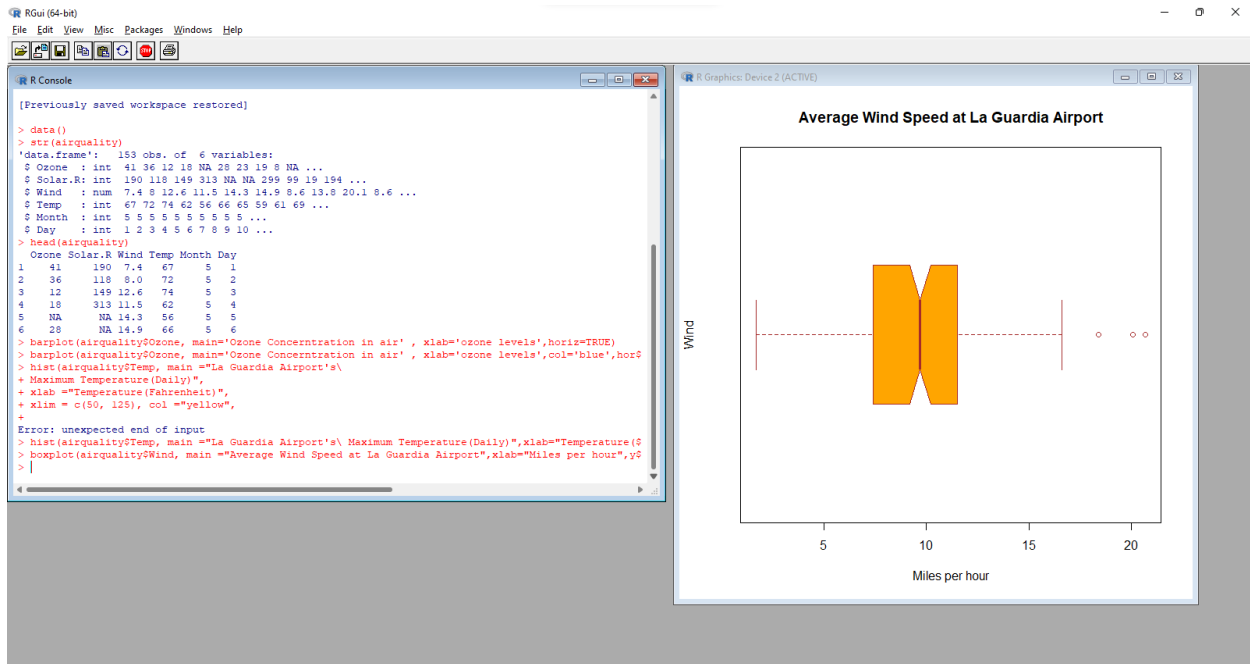 RGui (64-bit)
File Edit View Misc Packages Windows Help
STOP
R Console
[Previously saved workspace restored]
> data()
> str(airquality)
'data.frame':   153 obs. of  6 variables:
 $ Ozone  : int  41 36 12 18 NA 28 23 19 8 NA ...
 $ Solar.R: int  190 118 149 313 NA NA 299 99 19 194 ...
 $ Wind   : num  7.4 8 12.6 11.5 14.3 14.9 8.6 13.8 20.1 8.6 ...
 $ Temp   : int  67 72 74 62 56 66 65 59 61 69 ...
 $ Month  : int  5 5 5 5 5 5 5 5 5 5 ...
 $ Day    : int  1 2 3 4 5 6 7 8 9 10 ...
> head(airquality)
  Ozone Solar.R Wind Temp Month Day
1    41     190  7.4   67     5   1
2    36     118  8.0   72     5   2
3    12     149 12.6   74     5   3
4    18     313 11.5   62     5   4
5    NA      NA 14.3   56     5   5
6    28      NA 14.9   66     5   6
> barplot(airquality$Ozone, main='Ozone Concerntration in air' , xlab='ozone levels',horiz=TRUE)
> barplot(airquality$Ozone, main='Ozone Concerntration in air' , xlab='ozone levels',col='blue',hor$
> hist(airquality$Temp, main ="La Guardia Airport's\
+ Maximum Temperature(Daily)",
+ xlab ="Temperature(Fahrenheit)",
+ xlim = c(50, 125), col ="yellow",
+
Error: unexpected end of input
> hist(airquality$Temp, main ="La Guardia Airport's\ Maximum Temperature(Daily)",xlab="Temperature($
> boxplot(airquality$Wind, main ="Average Wind Speed at La Guardia Airport",xlab="Miles per hour",y$
>
R Graphics: Device 2 (ACTIVE)
Average Wind Speed at La Guardia Airport
Wind
5 10 15 20
Miles per hour